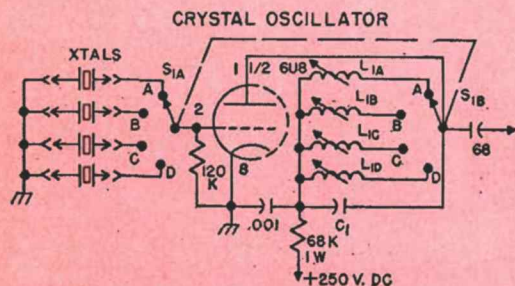 CRYSTAL OSCILLATOR
XTALS
S1A
A
B
C
D
2
1
1/2
6U8
8
120
K
.001
L1A
L1B
L1C
L1D
A
B
C
D
S1B
68
C1
68K
1W
+250 V. DC